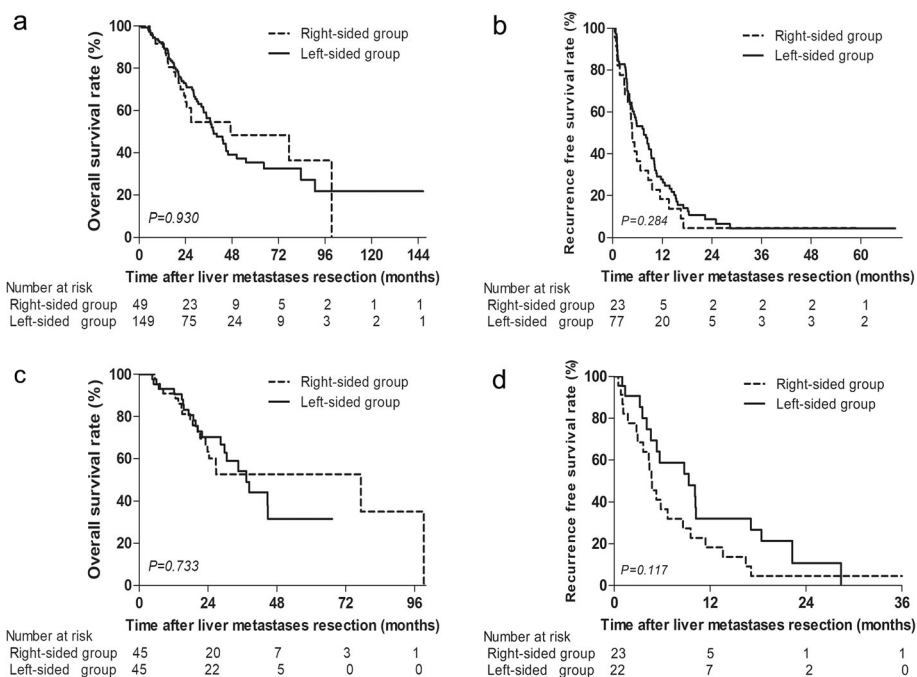 a
Overall survival rate (%)
100
80
60
40
20
0
Right-sided group
Left-sided group
P=0.930
0 24 48 72 96 120 144
Time after liver metastases resection (months)
Number at risk
Right-sided group 49 23 9 5 2 1 1
Left-sided group 149 75 24 9 3 2 1
b
Recurrence free survival rate (%)
100
80
60
40
20
0
Right-sided group
Left-sided group
P=0.284
0 12 24 36 48 60
Time after liver metastases resection (months)
Number at risk
Right-sided group 23 5 2 2 2 1
Left-sided group 77 20 5 3 3 2
c
Overall survival rate (%)
100
80
60
40
20
0
Right-sided group
Left-sided group
P=0.733
0 24 48 72 96
Time after liver metastases resection (months)
Number at risk
Right-sided group 45 20 7 3 1
Left-sided group 45 22 5 0 0
d
Recurrence free survival rate (%)
100
80
60
40
20
0
Right-sided group
Left-sided group
P=0.117
0 12 24 36
Time after liver metastases resection (months)
Number at risk
Right-sided group 23 5 1 1
Left-sided group 22 7 2 0